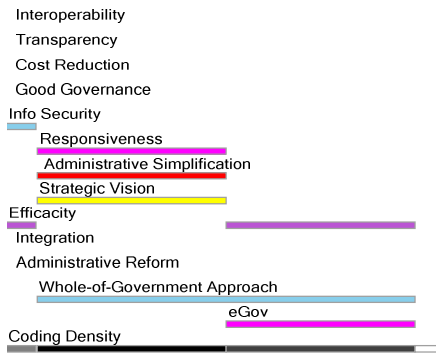 Interoperability
Transparency
Cost Reduction
Good Governance
Info Security
Responsiveness
Administrative Simplification
Strategic Vision
Efficacity
Integration
Administrative Reform
Whole-of-Government Approach
eGov
Coding Density